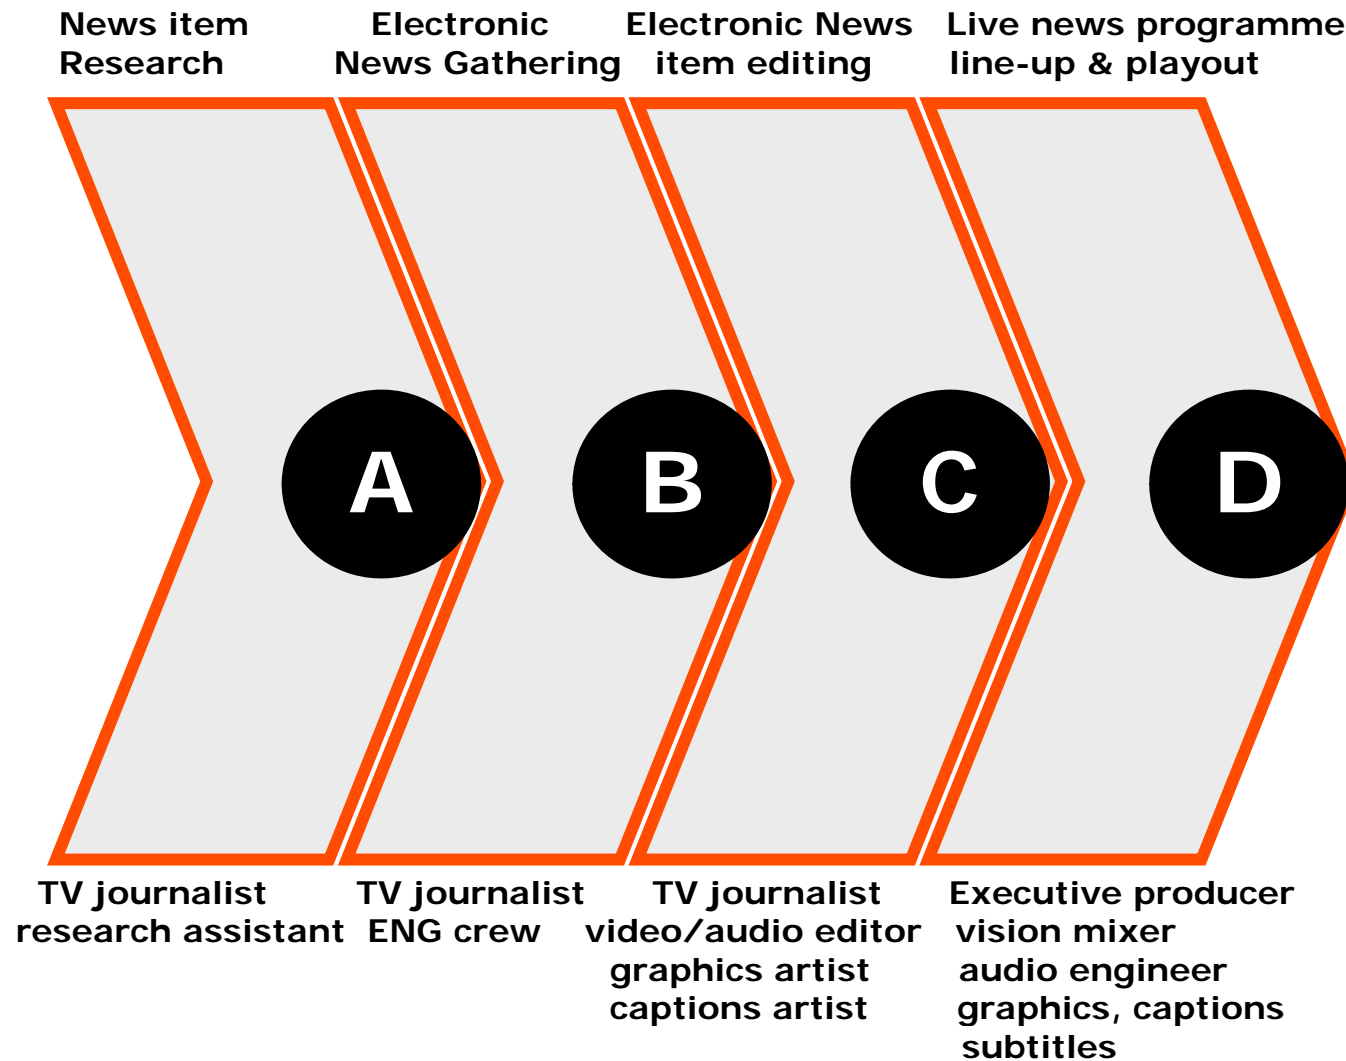 News item
Research
Electronic
News Gathering
Electronic News
item editing
Live news programme
line-up & playout
A
B
C
D
TV journalist
research assistant
TV journalist
ENG crew
TV journalist
video/audio editor
graphics artist
captions artist
Executive producer
vision mixer
audio engineer
graphics, captions
subtitles